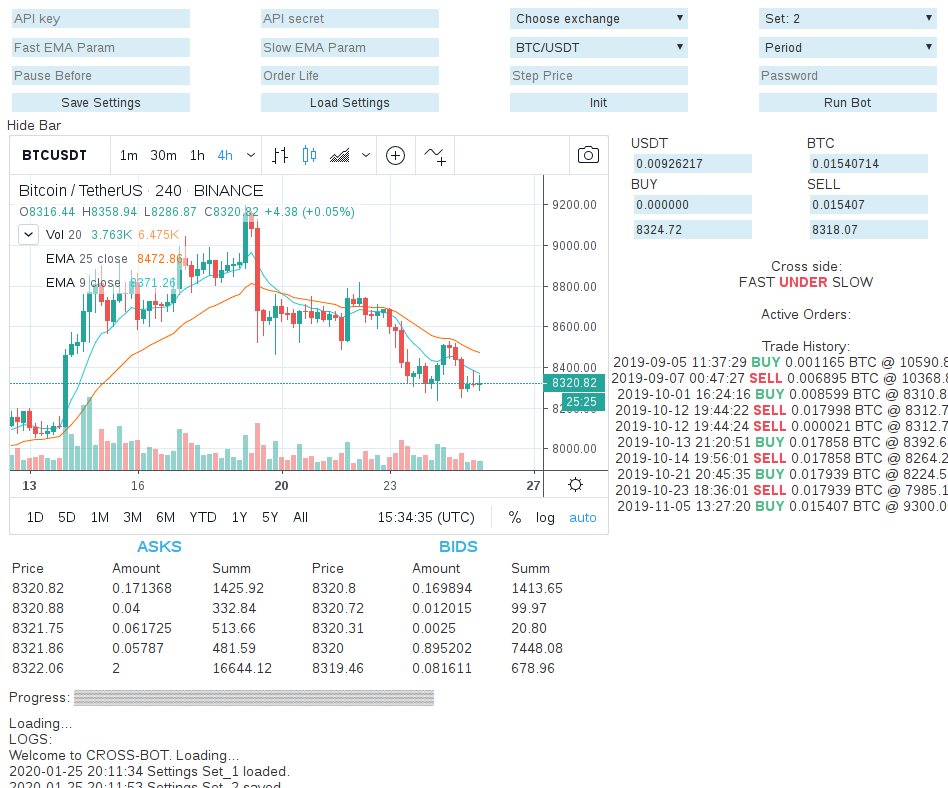 API key API secret Choose exchange Set: 2
Fast EMA Param Slow EMA Param BTC/USDT Period
Pause Before Order Life Step Price Password
Save Settings Load Settings Init Run Bot
Hide Bar
BTCUSDT 1m 30m 1h 4h
Bitcoin / TetherUS · 240 · BINANCE
O8316.44 H8358.94 L8286.87 C8320.82 +4.38 (+0.05%)
Vol 20 3.763K 6.475K
EMA 25 close 8472.86
EMA 9 close 8371.26
9200.00
9000.00
8800.00
8600.00
8400.00
8320.82
25:25
8000.00
13 16 20 23 27
1D 5D 1M 3M 6M YTD 1Y 5Y All 15:34:35 (UTC) % log auto
USDT BTC
0.00926217 0.01540714
BUY SELL
0.000000 0.015407
8324.72 8318.07
Cross side:
FAST UNDER SLOW
Active Orders:
Trade History:
2019-09-05 11:37:29 BUY 0.001165 BTC @ 10590.8
2019-09-07 00:47:27 SELL 0.006895 BTC @ 10368.8
2019-10-01 16:24:16 BUY 0.008599 BTC @ 8310.8
2019-10-12 19:44:22 SELL 0.017998 BTC @ 8312.7
2019-10-12 19:44:24 SELL 0.000021 BTC @ 8312.7
2019-10-13 21:20:51 BUY 0.017858 BTC @ 8392.6
2019-10-14 19:56:01 SELL 0.017858 BTC @ 8264.2
2019-10-21 20:45:35 BUY 0.017939 BTC @ 8224.5
2019-10-23 18:36:01 SELL 0.017939 BTC @ 7985.1
2019-11-05 13:27:20 BUY 0.015407 BTC @ 9300.0
ASKS BIDS
Price Amount Summ Price Amount Summ
8320.82 0.171368 1425.92 8320.8 0.169894 1413.65
8320.88 0.04 332.84 8320.72 0.012015 99.97
8321.75 0.061725 513.66 8320.31 0.0025 20.80
8321.86 0.05787 481.59 8320 0.895202 7448.08
8322.06 2 16644.12 8319.46 0.081611 678.96
Progress:
Loading...
LOGS:
Welcome to CROSS-BOT. Loading...
2020-01-25 20:11:34 Settings Set_1 loaded.
2020-01-25 20:11:53 Settings Set_2 saved